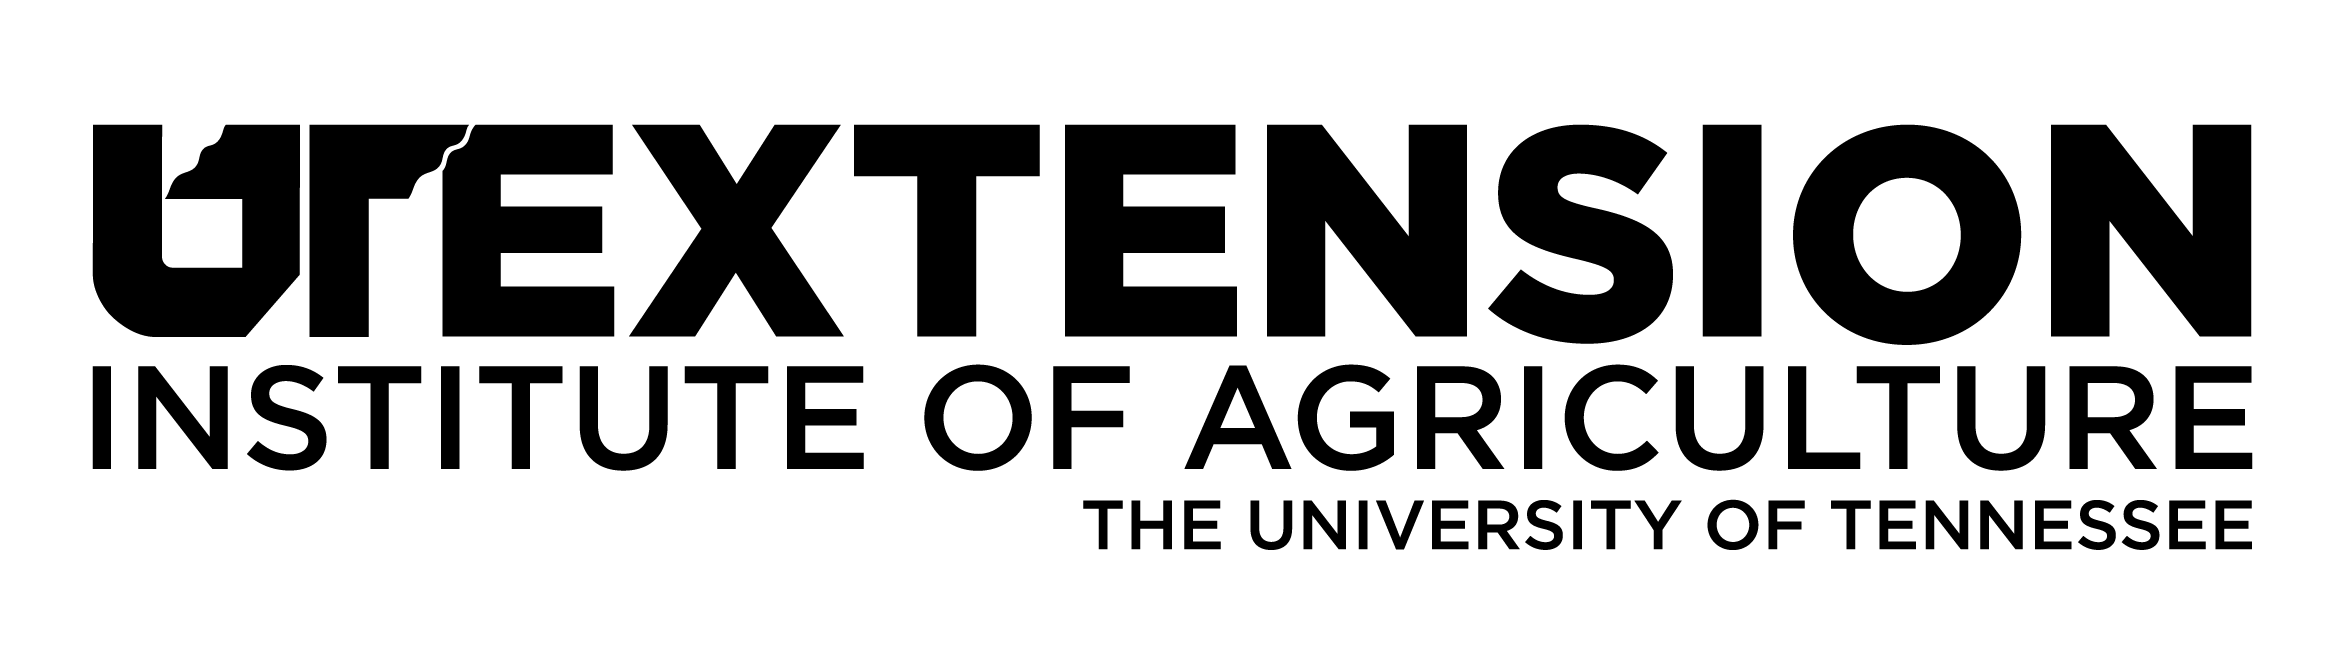 UTEXTENSION
INSTITUTE OF AGRICULTURE
THE UNIVERSITY OF TENNESSEE